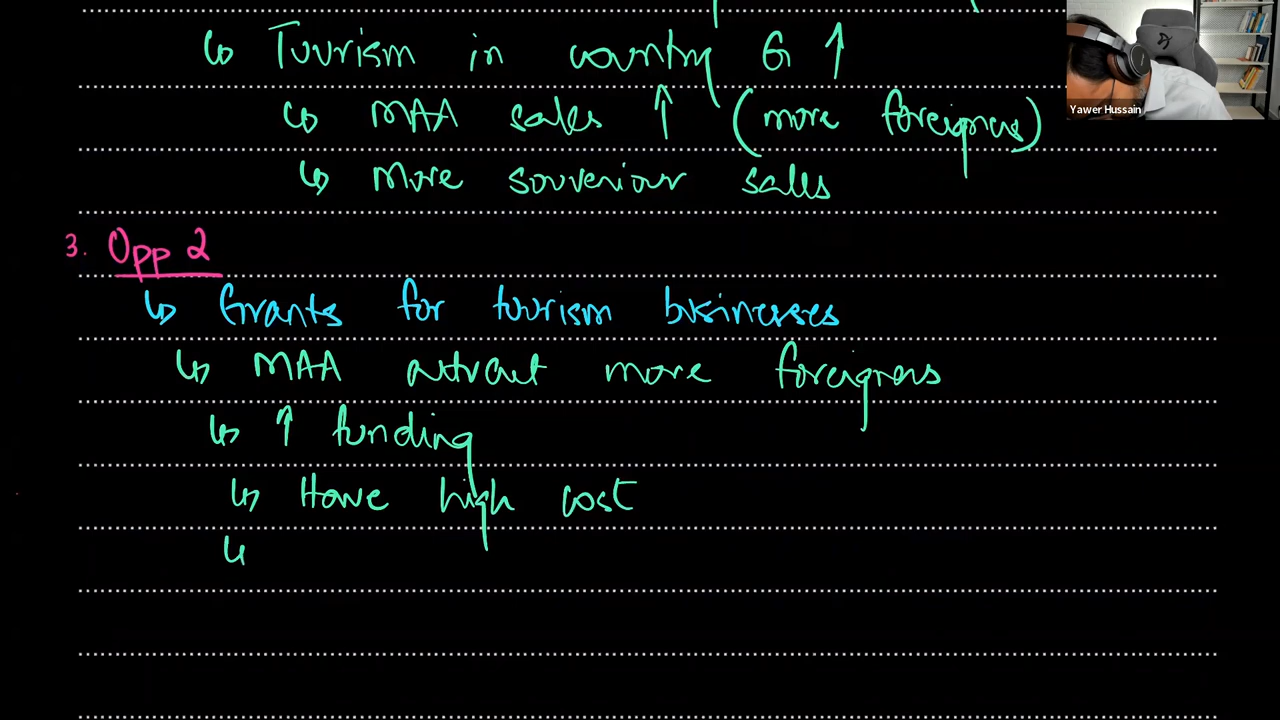 ↳ Tourism in country G ↑
↳ MAA sales ↑ (more foreigners)
↳ More souveriour sales
3. Opp 2
↳ Grants for tourism businesses
↳ MAA attract more foreigners
↳ ↑ funding
↳ Have high cost
↳
Yawer Hussain